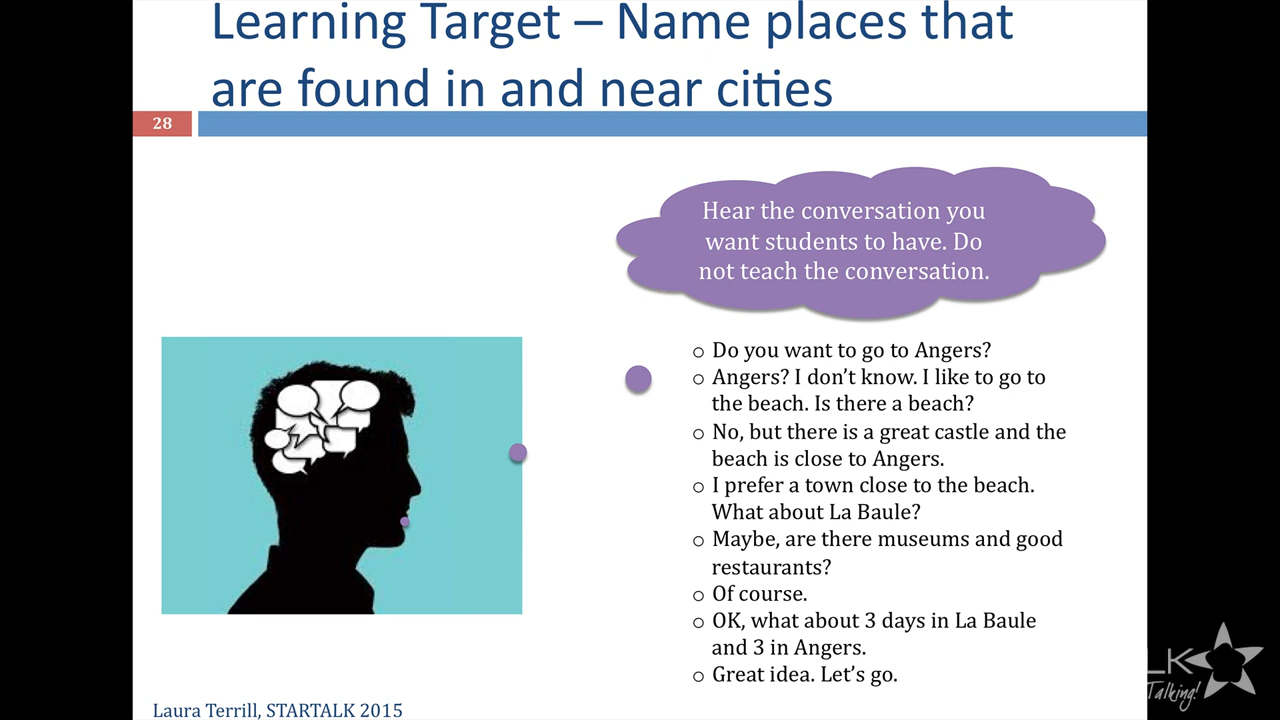 Learning Target – Name places that
are found in and near cities
28
Hear the conversation you
want students to have. Do
not teach the conversation.
o Do you want to go to Angers?
o Angers? I don’t know. I like to go to
the beach. Is there a beach?
o No, but there is a great castle and the
beach is close to Angers.
o I prefer a town close to the beach.
What about La Baule?
o Maybe, are there museums and good
restaurants?
o Of course.
o OK, what about 3 days in La Baule
and 3 in Angers.
o Great idea. Let’s go.
Laura Terrill, STARTALK 2015
LK
Talking!